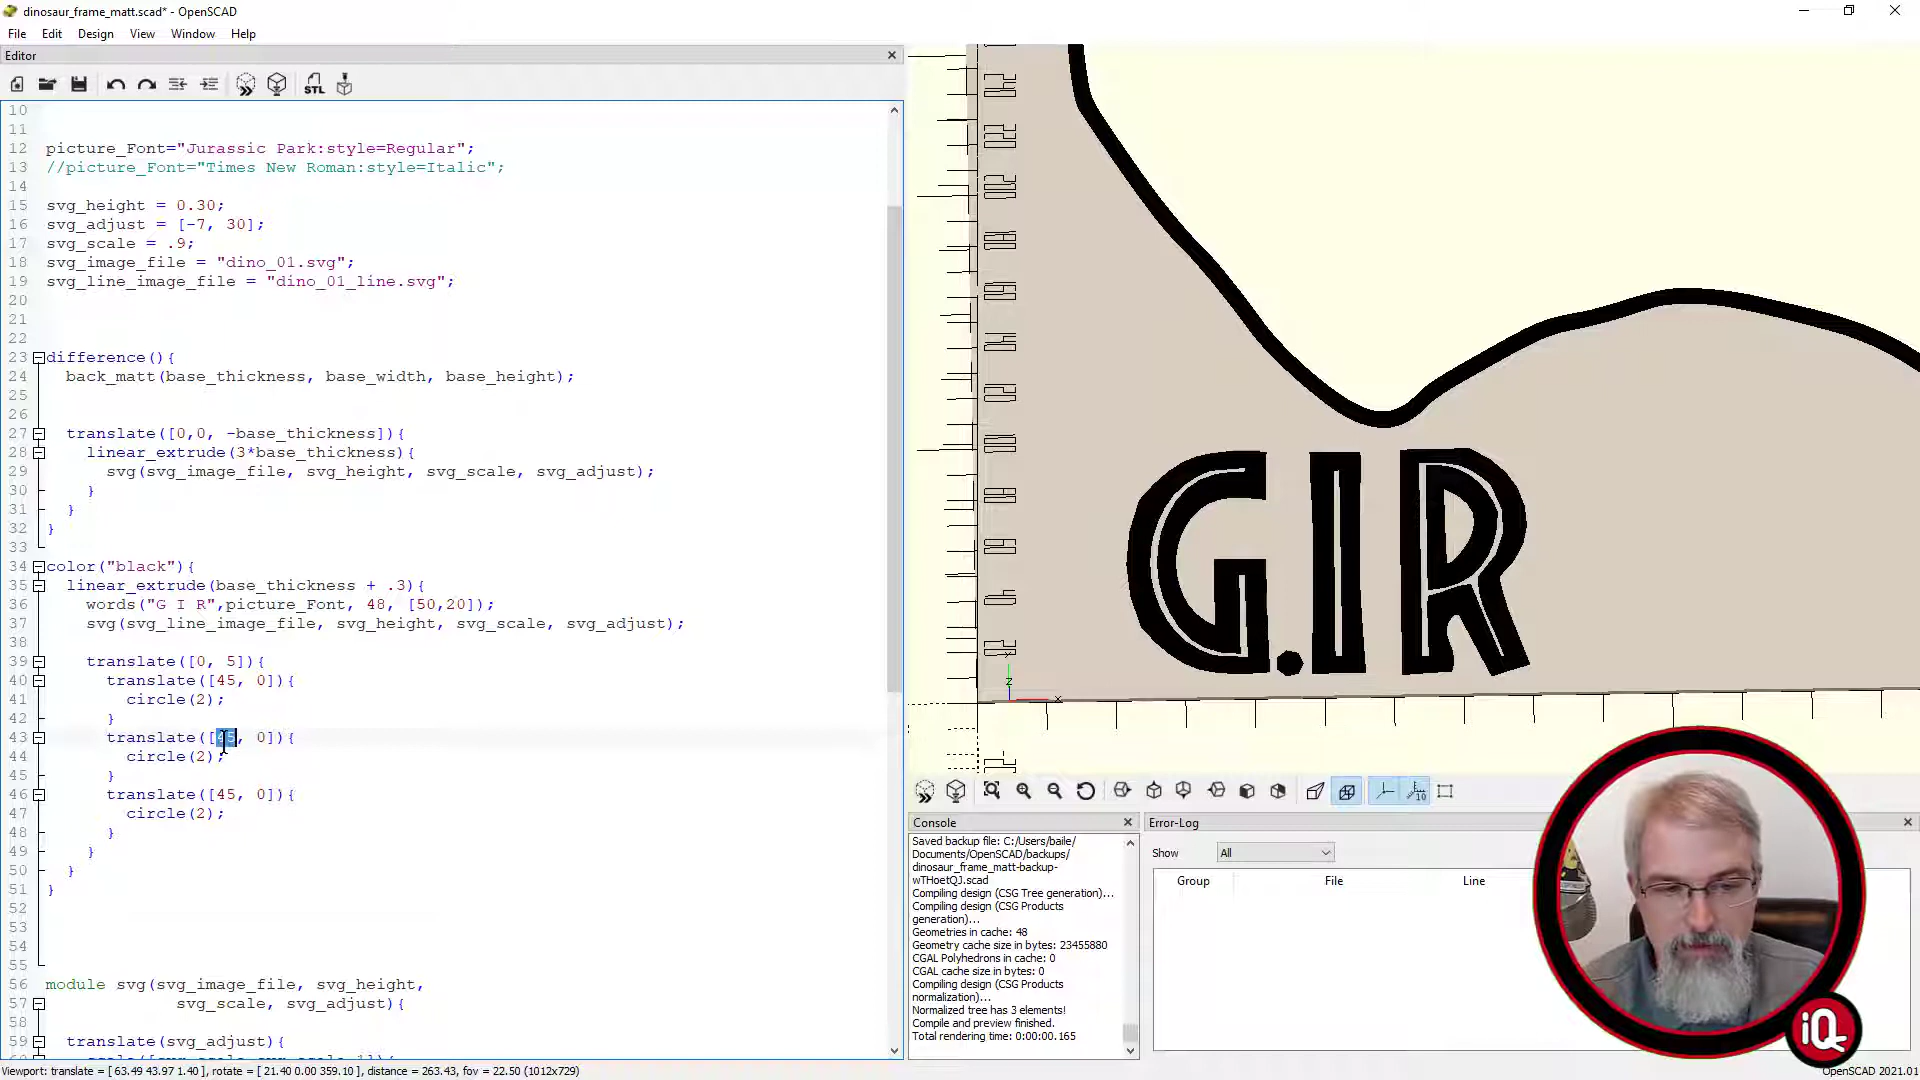 dinosaur_frame_matt.scad* - OpenSCAD
File Edit Design View Window Help
Editor
STL
10
11
12 picture_Font="Jurassic Park:style=Regular";
13 //picture_Font="Times New Roman:style=Italic";
14
15 svg_height = 0.30;
16 svg_adjust = [-7, 30];
17 svg_scale = .9;
18 svg_image_file = "dino_01.svg";
19 svg_line_image_file = "dino_01_line.svg";
20
21
22
23 difference(){
24 back_matt(base_thickness, base_width, base_height);
25
26
27 translate([0,0, -base_thickness]){
28 linear_extrude(3*base_thickness){
29 svg(svg_image_file, svg_height, svg_scale, svg_adjust);
30 }
31 }
32 }
33
34 color("black"){
35 linear_extrude(base_thickness + .3){
36 words("G I R",picture_Font, 48, [50,20]);
37 svg(svg_line_image_file, svg_height, svg_scale, svg_adjust);
38
39 translate([0, 5]){
40 translate([45, 0]){
41 circle(2);
42 }
43 translate([45, 0]){
44 circle(2);
45 }
46 translate([45, 0]){
47 circle(2);
48 }
49 }
50 }
51 }
52
53
54
55
56 module svg(svg_image_file, svg_height,
57 svg_scale, svg_adjust){
58
59 translate(svg_adjust){
G.IR
Console
Saved backup file: C:/Users/baile/
Documents/OpenSCAD/backups/
dinosaur_frame_matt-backup-
wTHoetQJ.scad
Compiling design (CSG Tree generation)...
Compiling design (CSG Products
generation)...
Geometries in cache: 48
Geometry cache size in bytes: 23455880
CGAL Polyhedrons in cache: 0
CGAL cache size in bytes: 0
Compiling design (CSG Products
normalization)...
Normalized tree has 3 elements!
Compile and preview finished.
Total rendering time: 0:00:00.165
Error-Log
Show All
Group File Line
iQ
Viewport: translate = [ 63.49 43.97 1.40 ], rotate = [ 21.40 0.00 359.10 ], distance = 263.43, fov = 22.50 (1012x729)
OpenSCAD 2021.01